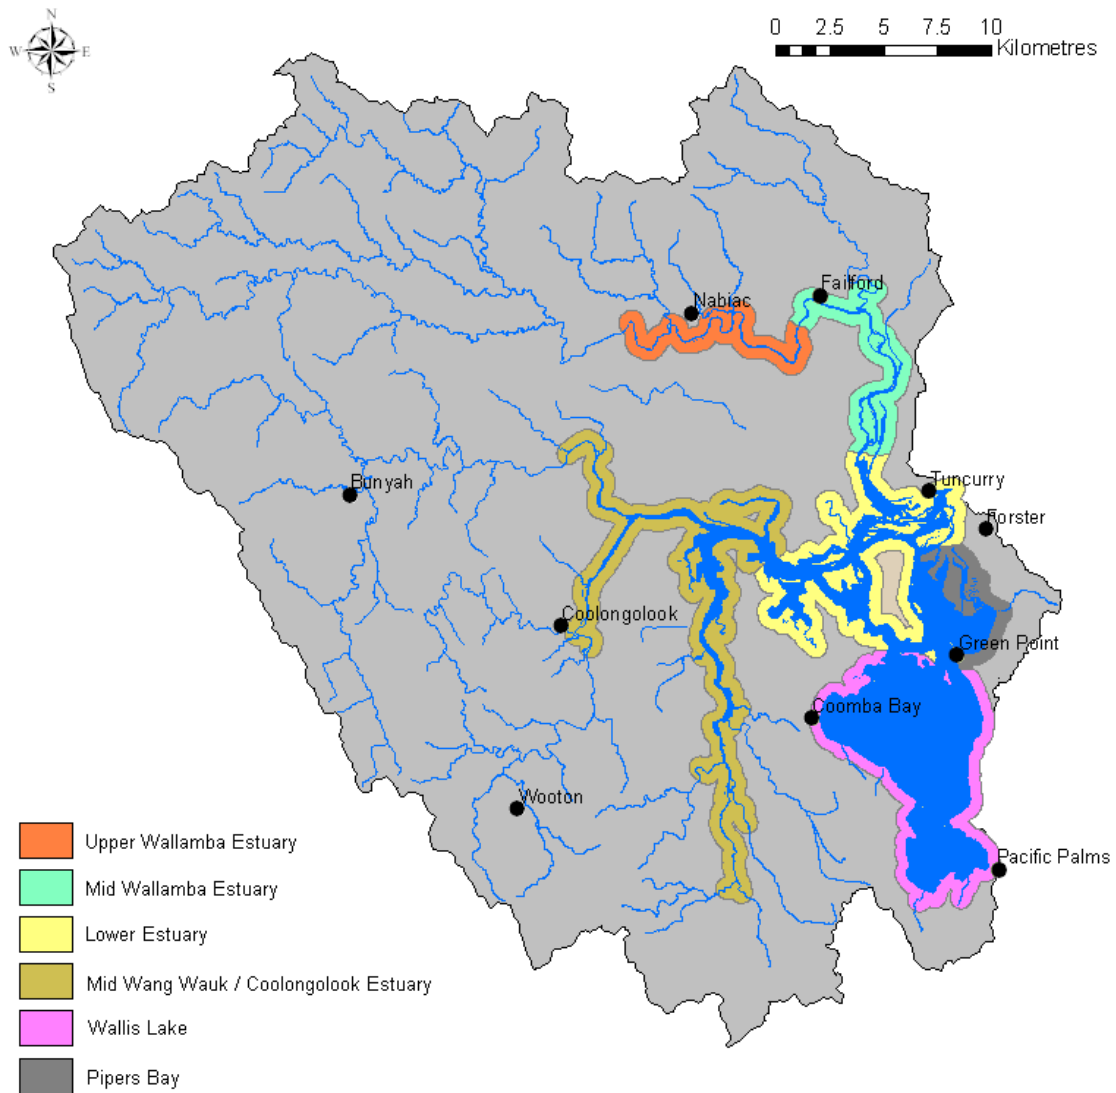 N
W E
S
0 2.5 5 7.5 10
Kilometres
Failford
Nabiac
Tuncurry
Bunyah
Forster
Coolongolook
Green Point
Coomba Bay
Wooton
Pacific Palms
Upper Wallamba Estuary
Mid Wallamba Estuary
Lower Estuary
Mid Wang Wauk / Coolongolook Estuary
Wallis Lake
Pipers Bay